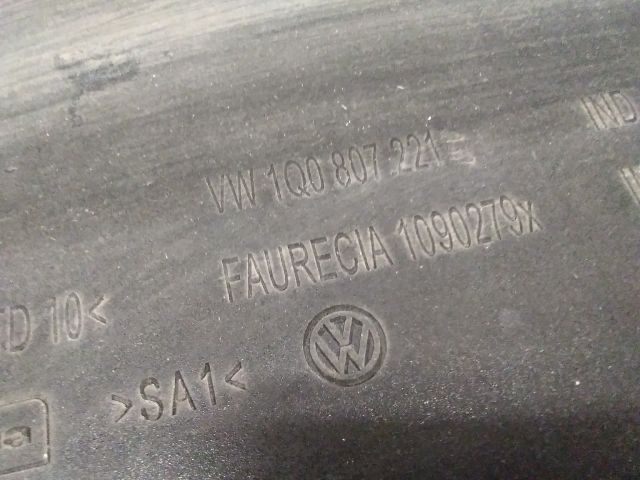 VW 1Q0 807 221
IND
FAURECIA 1090279x
D 10<
>SA1<